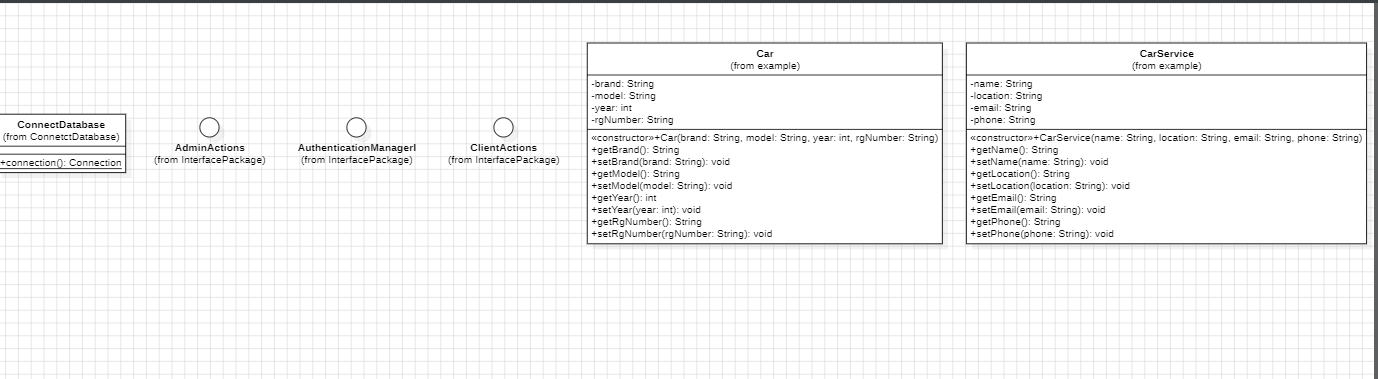 ConnectDatabase
(from ConnetctDatabase)
+connection(): Connection
AdminActions
(from InterfacePackage)
AuthenticationManagerI
(from InterfacePackage)
ClientActions
(from InterfacePackage)
Car
(from example)
-brand: String
-model: String
-year: int
-rgNumber: String
«constructor»+Car(brand: String, model: String, year: int, rgNumber: String)
+getBrand(): String
+setBrand(brand: String): void
+getModel(): String
+setModel(model: String): void
+getYear(): int
+setYear(year: int): void
+getRgNumber(): String
+setRgNumber(rgNumber: String): void
CarService
(from example)
-name: String
-location: String
-email: String
-phone: String
«constructor»+CarService(name: String, location: String, email: String, phone: String)
+getName(): String
+setName(name: String): void
+getLocation(): String
+setLocation(location: String): void
+getEmail(): String
+setEmail(email: String): void
+getPhone(): String
+setPhone(phone: String): void